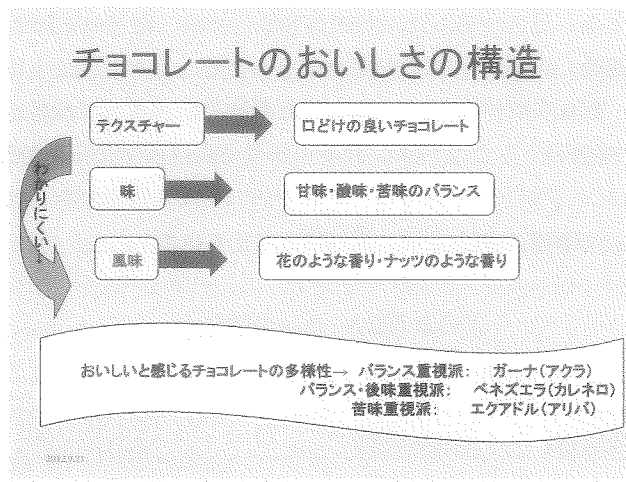 チョコレートのおいしさの構造
テクスチャー
口どけの良いチョコレート
わかりにくい→
味
甘味・酸味・苦味のバランス
風味
花のような香り・ナッツのような香り
おいしいと感じるチョコレートの多様性→ バランス重視派： ガーナ(アクラ)
バランス・後味重視派： ベネズエラ(カレネロ)
苦味重視派： エクアドル(アリバ)